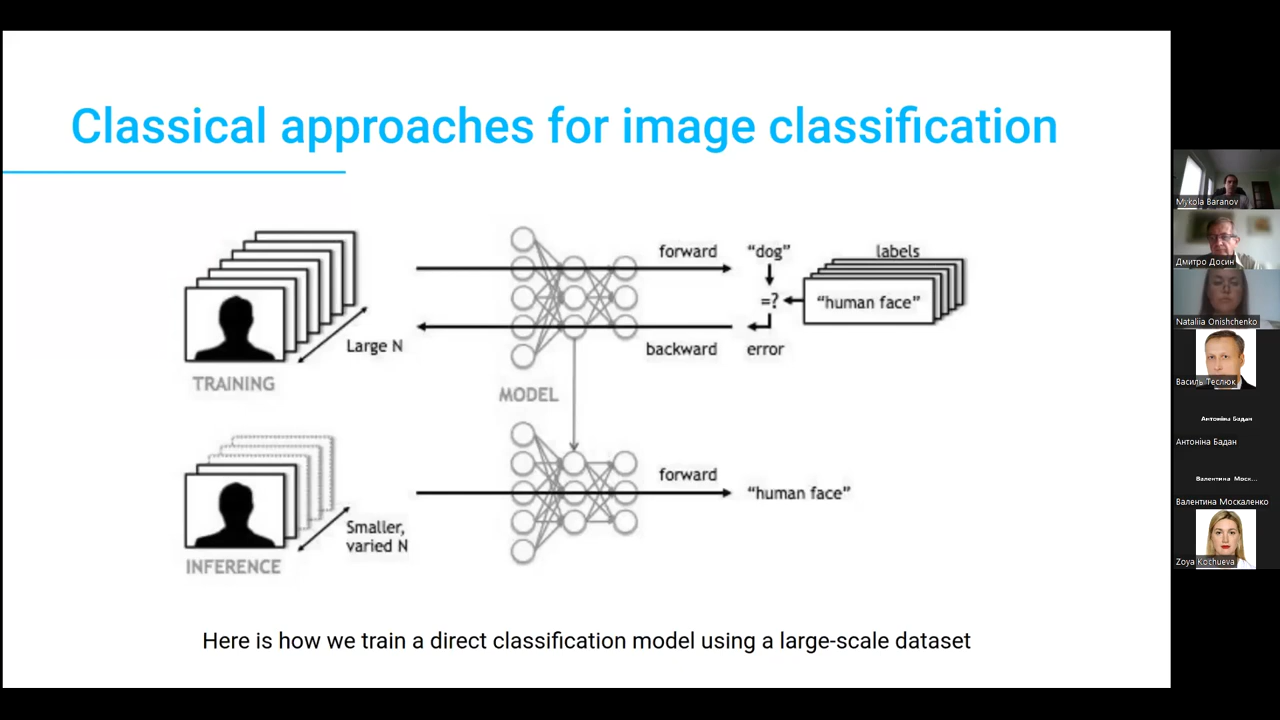 Classical approaches for image classification
forward
"dog"
labels
=?
"human face"
Large N
backward
error
TRAINING
MODEL
forward
"human face"
Smaller,
varied N
INFERENCE
Here is how we train a direct classification model using a large-scale dataset
Mykola Baranov
Дмитро Досин
Nataliia Onishchenko
Василь Теслюк
Антоніна Бадан
Антоніна Бадан
Валентина Моск...
Валентина Москаленко
Zoya Kochueva